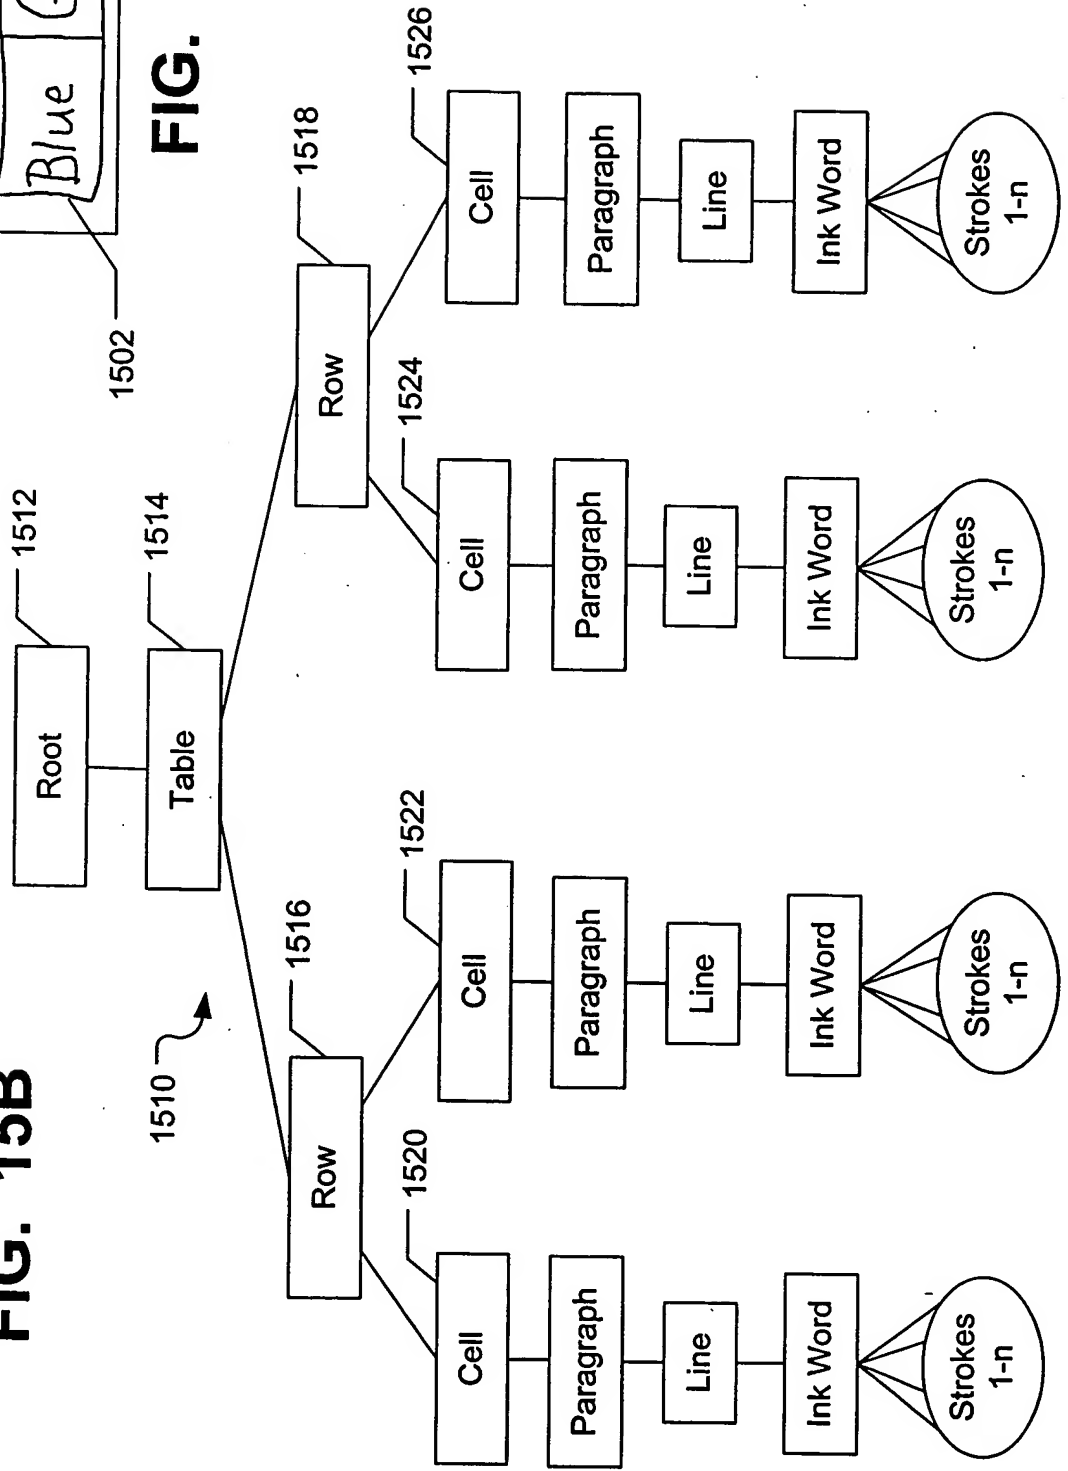 FIG. 15B
1512
Root
Blue
1502
FIG.
1510
1514
Table
1516
1518
Row Row
1520 1522 1524 1526
Cell Cell Cell Cell
Paragraph Paragraph Paragraph Paragraph
Line Line Line Line
Ink Word Ink Word Ink Word Ink Word
Strokes Strokes Strokes Strokes
1-n 1-n 1-n 1-n